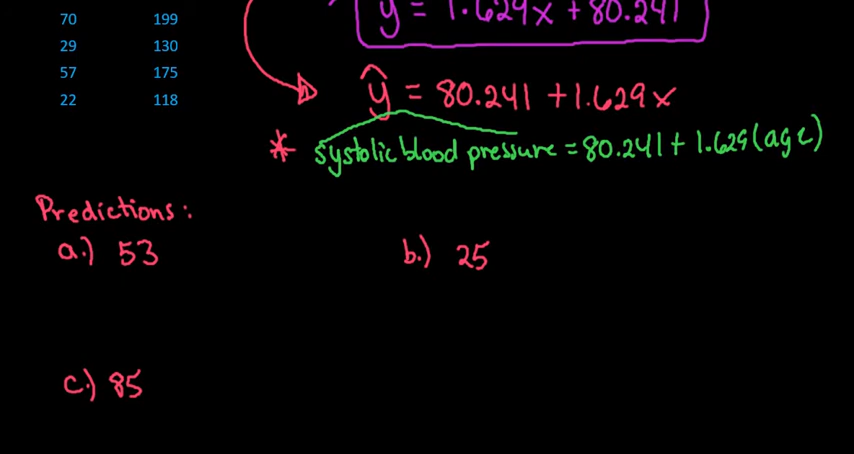 y = 1.629x + 80.241
70 199
29 130
57 175
22 118
ŷ = 80.241 + 1.629x
* systolic blood pressure = 80.241 + 1.629(age)
Predictions:
a.) 53 b.) 25
c.) 85